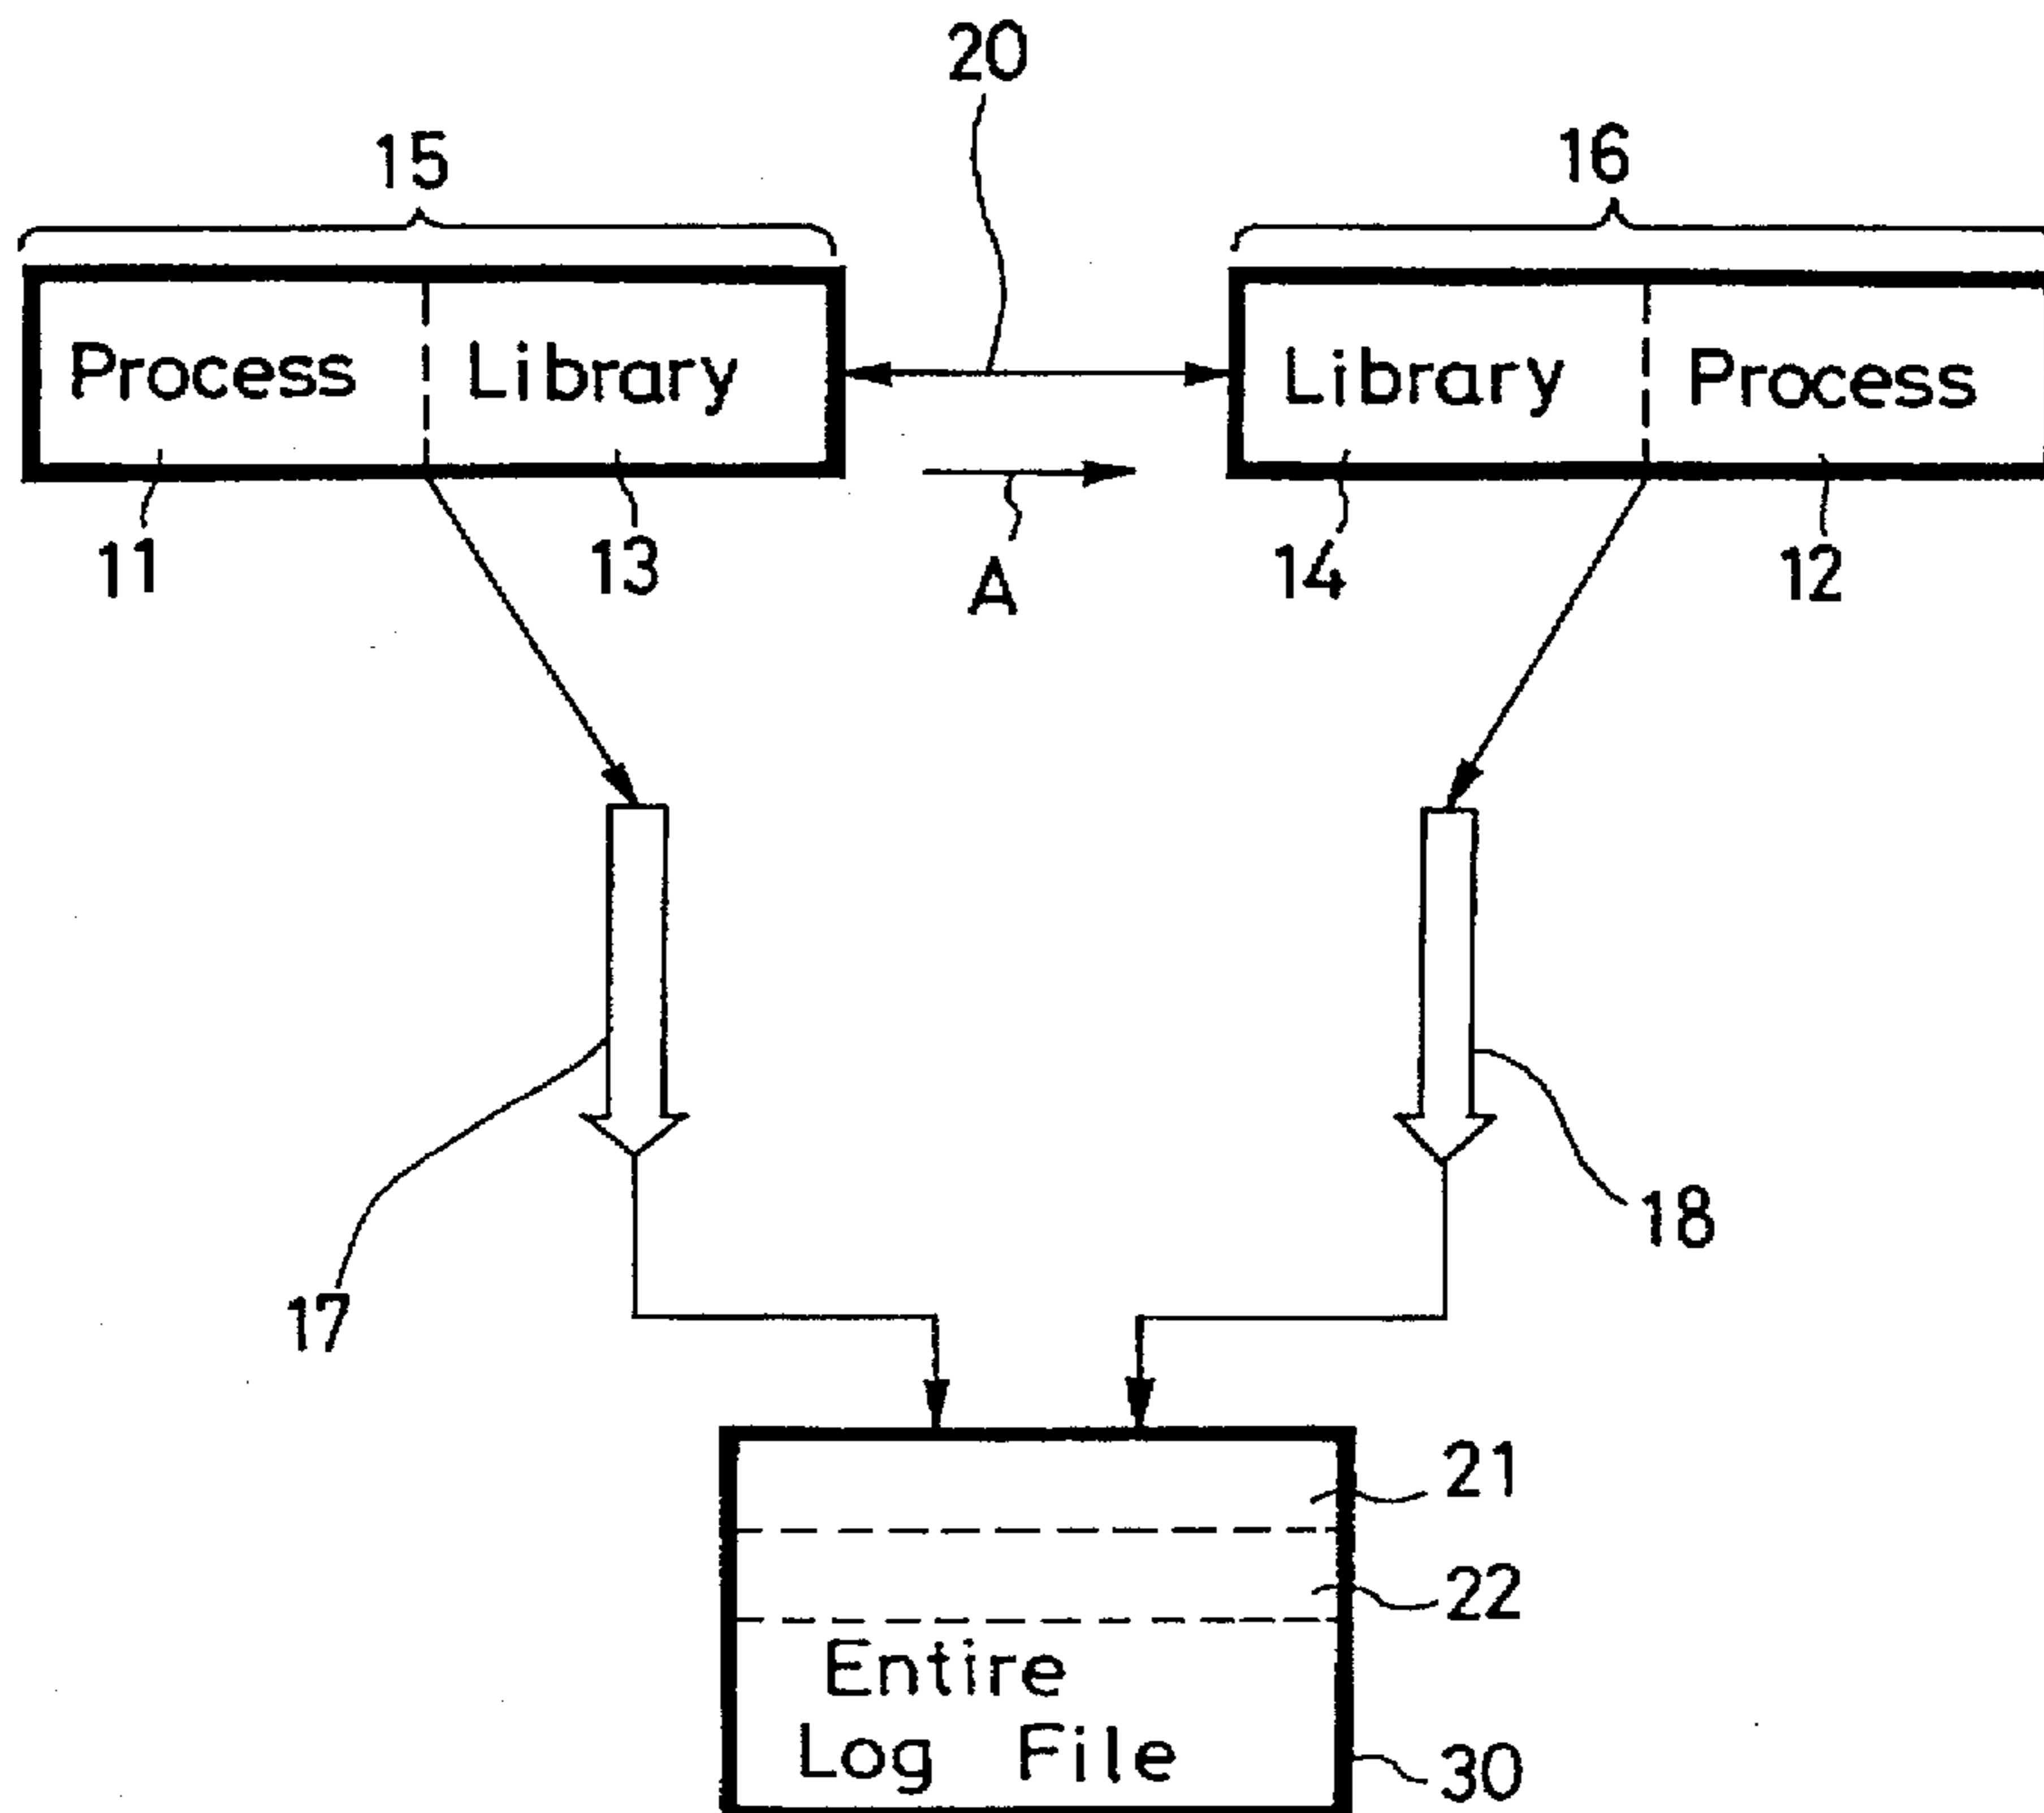 20
15
16
Process Library
Library Process
11
13
A
14
12
17
18
21
22
Entire
Log File
30